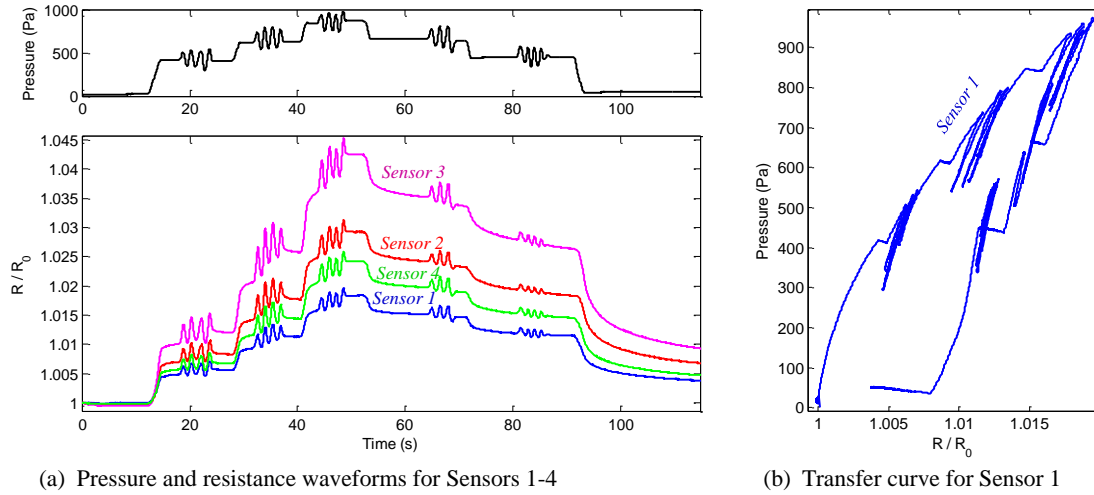 1000
500
0
Pressure (Pa)
0 20 40 60 80 100
1.045
1.04
1.035
1.03
1.025
1.02
1.015
1.01
1.005
1
R / R0
Sensor 3
Sensor 2
Sensor 4
Sensor 1
0 20 40 60 80 100
Time (s)
(a) Pressure and resistance waveforms for Sensors 1-4
900
800
700
600
500
400
300
200
100
0
Pressure (Pa)
Sensor 1
1 1.005 1.01 1.015
R / R0
(b) Transfer curve for Sensor 1